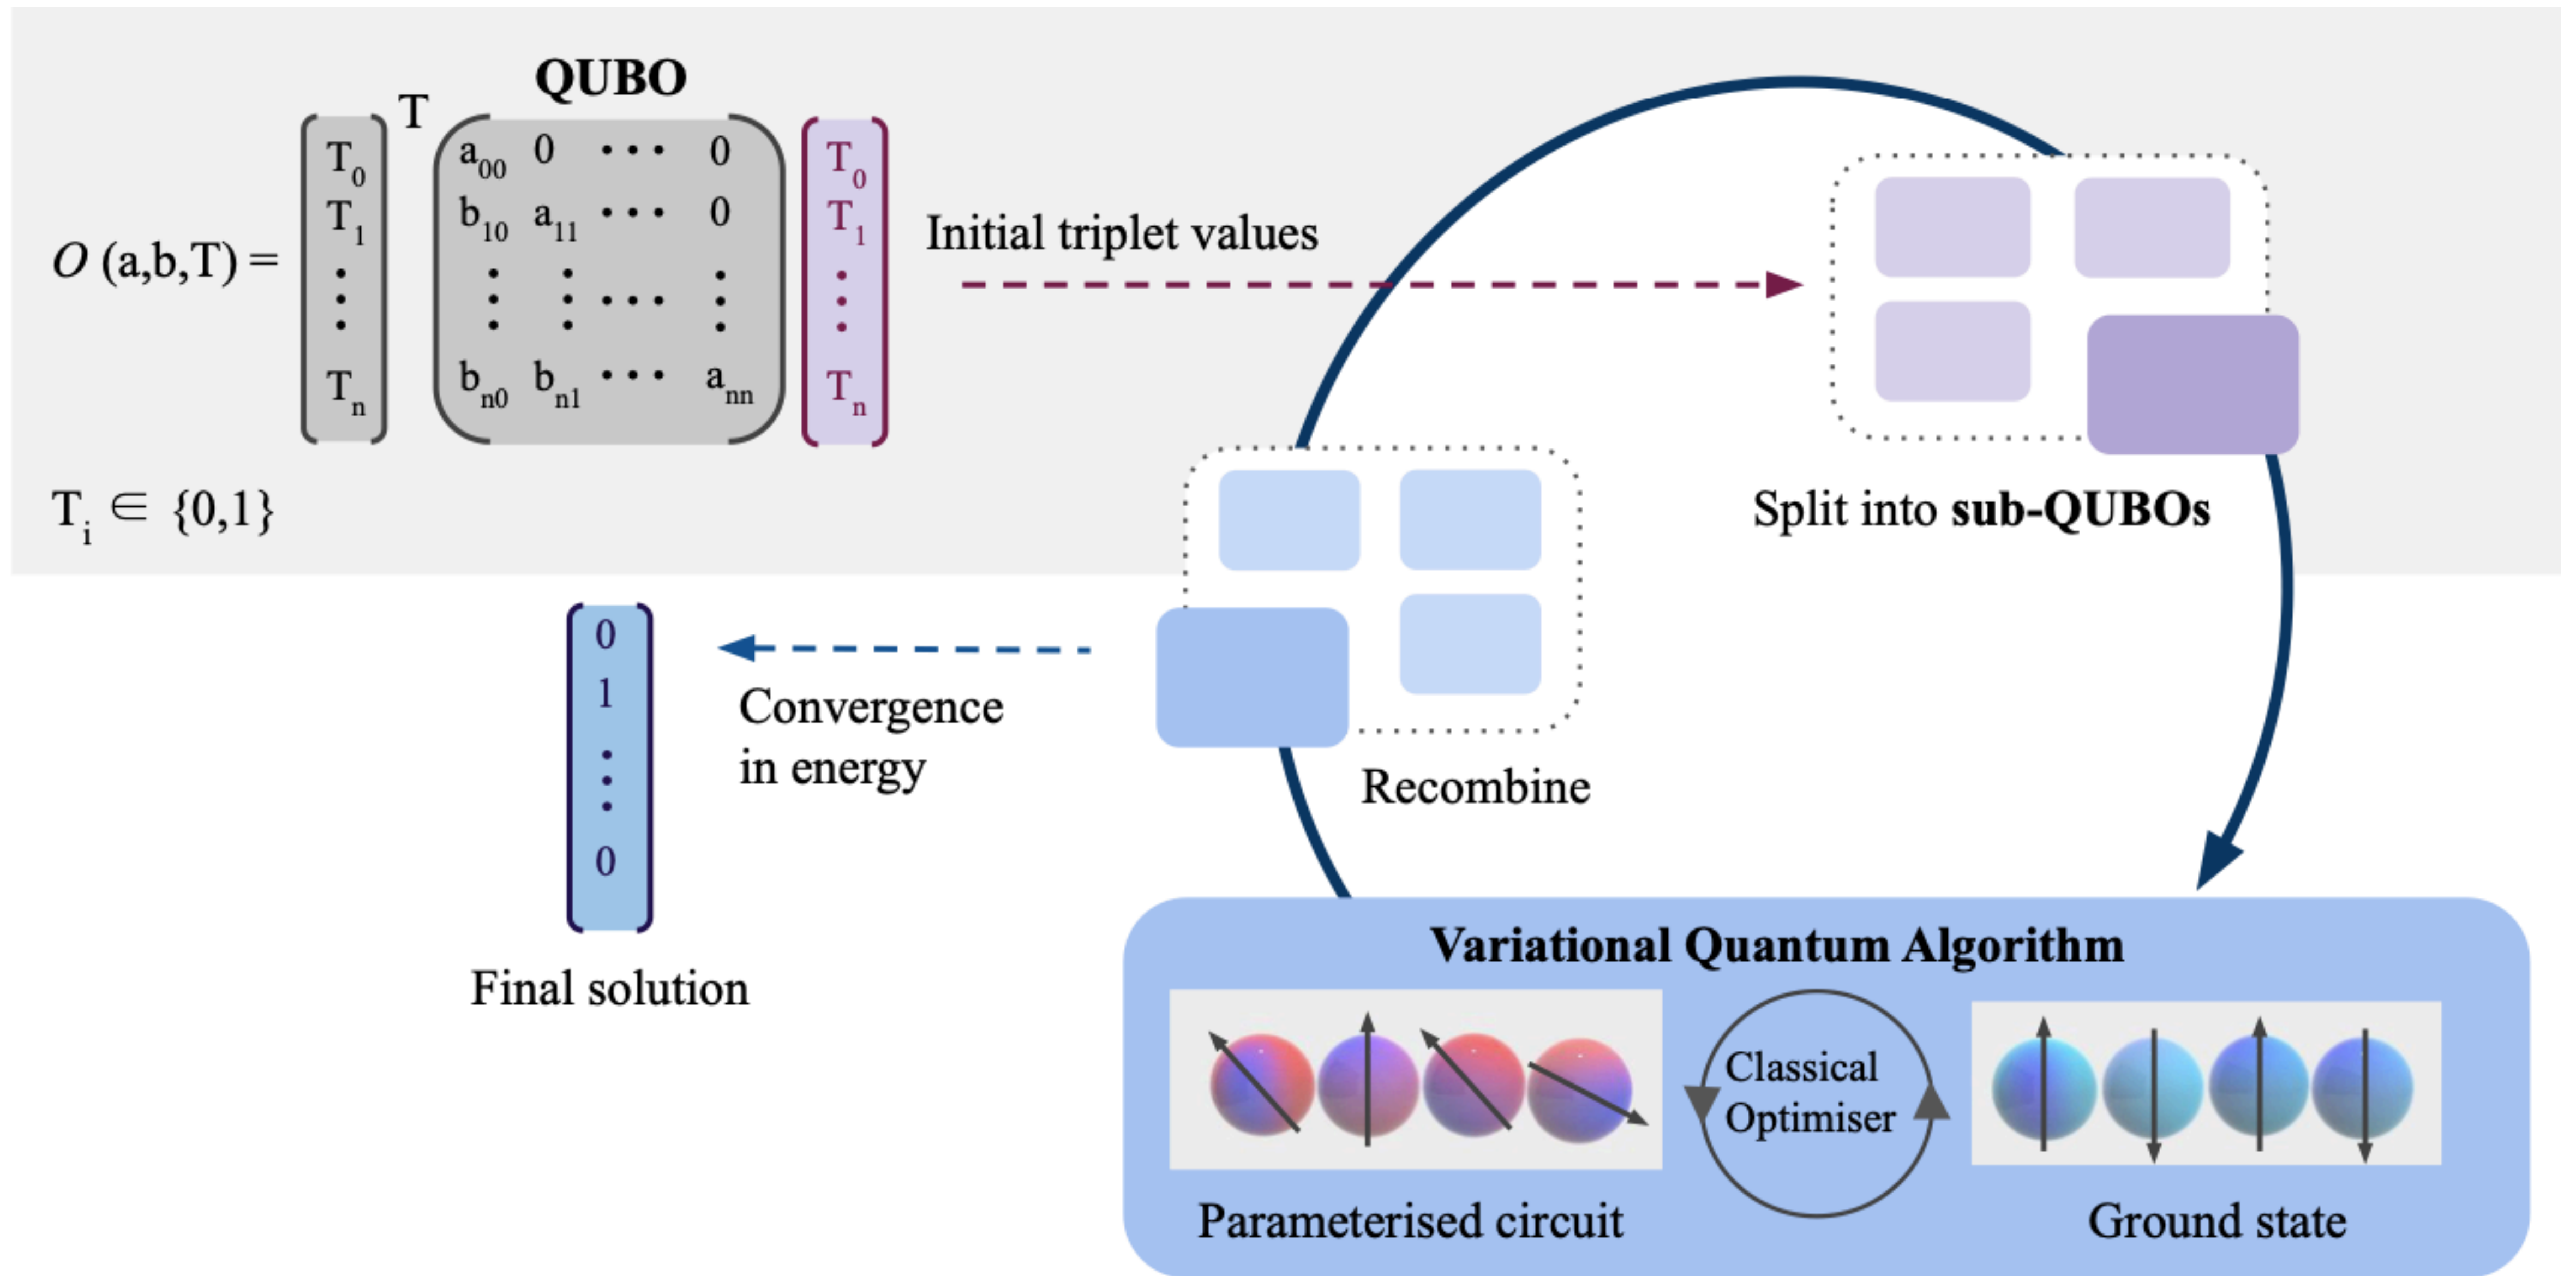 QUBO
O (a,b,T) =
T₀
T₁
⋮
Tₙ
T
a₀₀ 0 ··· 0
b₁₀ a₁₁ ··· 0
⋮ ⋮ ··· ⋮
bₙ₀ bₙ₁ ··· aₙₙ
T₀
T₁
⋮
Tₙ
Tᵢ ∈ {0,1}
Initial triplet values
Split into sub-QUBOs
Recombine
Convergence
in energy
0
1
⋮
0
Final solution
Variational Quantum Algorithm
Classical
Optimiser
Parameterised circuit
Ground state